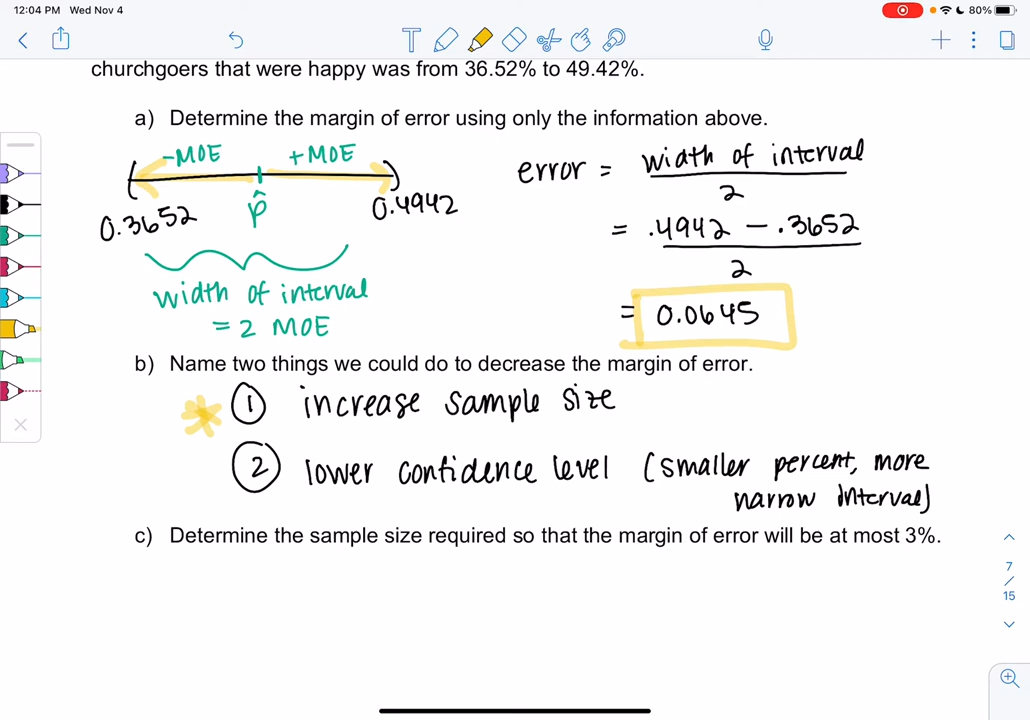 12:04 PM Wed Nov 4
80%
churchgoers that were happy was from 36.52% to 49.42%.
a) Determine the margin of error using only the information above.
-MOE +MOE
0.3652 p̂ 0.4942
width of interval
= 2 MOE
error = width of interval
2
= .4942 - .3652
2
= 0.0645
b) Name two things we could do to decrease the margin of error.
① increase sample size
② lower confidence level (smaller percent, more
narrow interval)
c) Determine the sample size required so that the margin of error will be at most 3%.
7
/
15